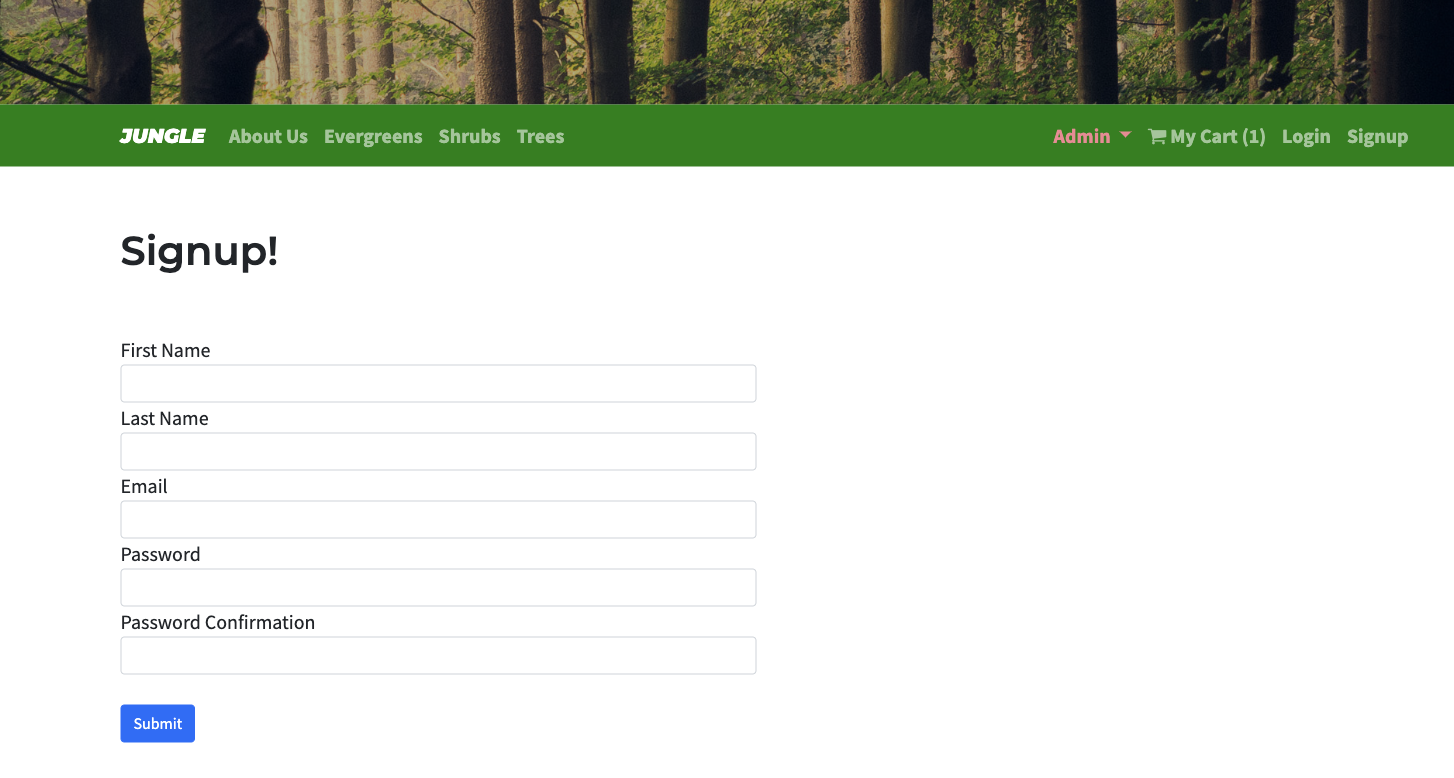 JUNGLE About Us Evergreens Shrubs Trees Admin My Cart (1) Login Signup
Signup!
First Name
Last Name
Email
Password
Password Confirmation
Submit